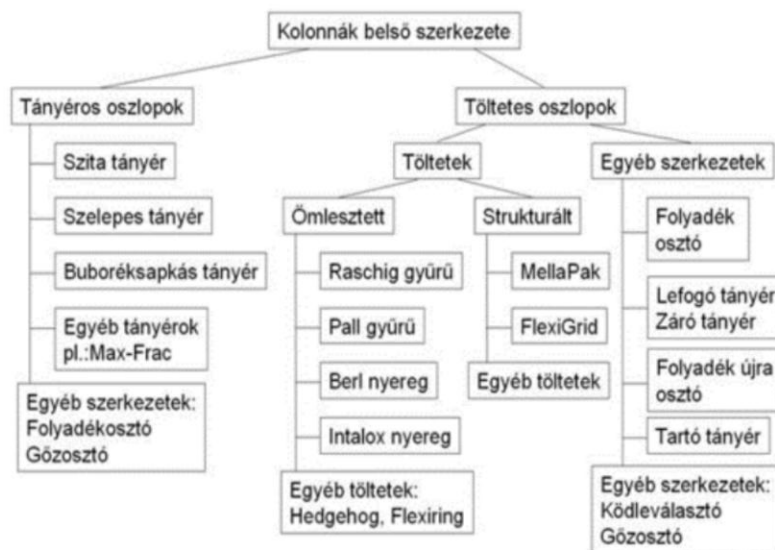 Kolonnák belső szerkezete
Tányéros oszlopok
Szita tányér
Szelepes tányér
Buboréksapkás tányér
Egyéb tányérok
pl.:Max-Frac
Egyéb szerkezetek:
Folyadékosztó
Gőzosztó
Töltetes oszlopok
Töltetek
Ömlesztett
Raschig gyűrű
Pall gyűrű
Berl nyereg
Intalox nyereg
Egyéb töltetek:
Hedgehog, Flexiring
Strukturált
MellaPak
FlexiGrid
Egyéb töltetek
Egyéb szerkezetek
Folyadék
osztó
Lefogó tányér
Záró tányér
Folyadék újra
osztó
Tartó tányér
Egyéb szerkezetek:
Ködleválasztó
Gőzosztó